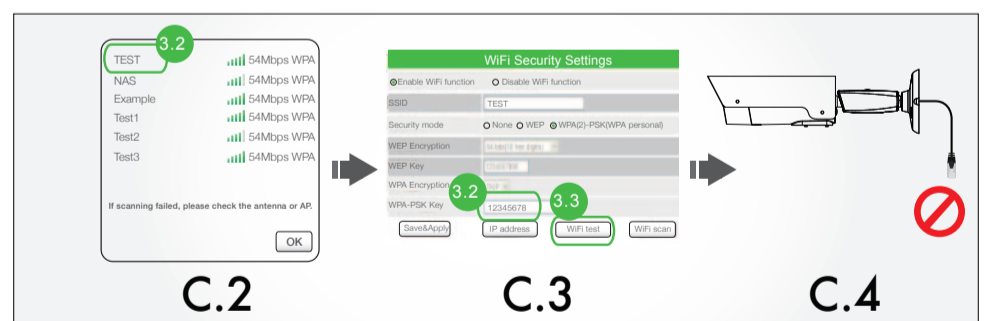 3.2
TEST 54Mbps WPA
NAS 54Mbps WPA
Example 54Mbps WPA
Test1 54Mbps WPA
Test2 54Mbps WPA
Test3 54Mbps WPA
If scanning failed, please check the antenna or AP.
OK
C.2
WiFi Security Settings
Enable WiFi function Disable WiFi function
SSID TEST
Security mode None WEP WPA(2)-PSK(WPA personal)
WEP Encryption
WEP Key
WPA Encryption
3.2 3.3
WPA-PSK Key 12345678
Save&Apply IP address WiFi test WiFi scan
C.3
C.4